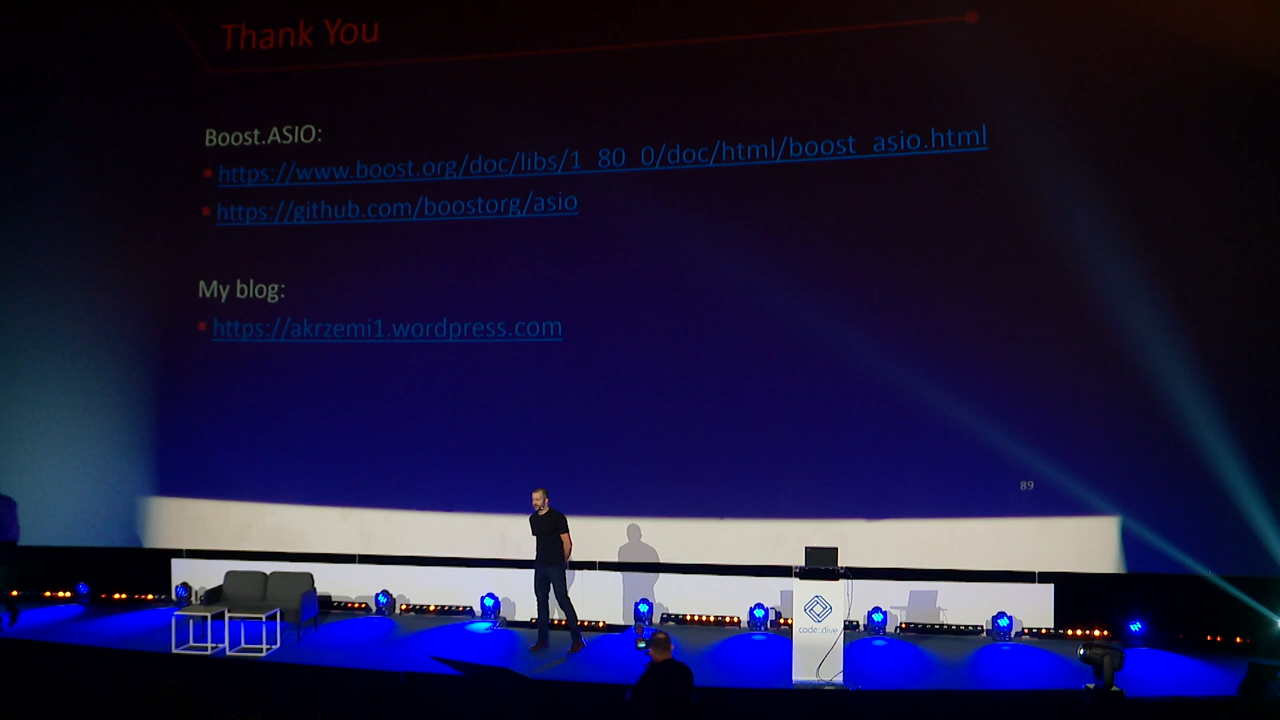 Thank You
Boost.ASIO:
https://www.boost.org/doc/libs/1_80_0/doc/html/boost_asio.html
https://github.com/boostorg/asio
My blog:
https://akrzemi1.wordpress.com
89
code::dive